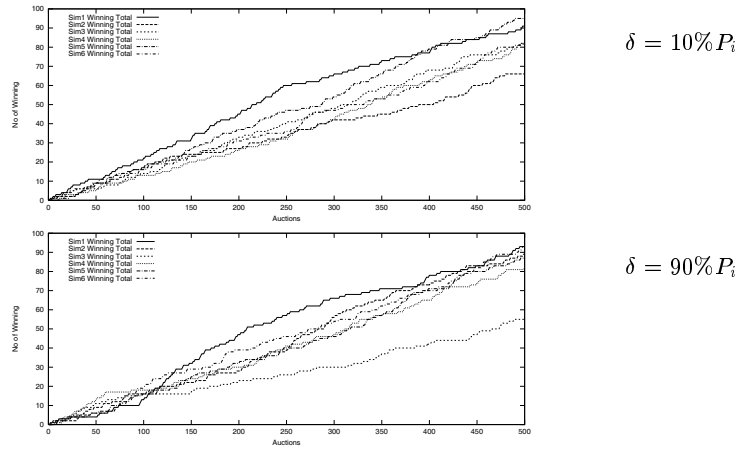 100
90
80
70
60
50
40
30
20
10
0
No of Winning
Sim1 Winning Total
Sim2 Winning Total
Sim3 Winning Total
Sim4 Winning Total
Sim5 Winning Total
Sim6 Winning Total
0 50 100 150 200 250 300 350 400 450 500
Auctions
δ = 10%P_i
100
90
80
70
60
50
40
30
20
10
0
No of Winning
Sim1 Winning Total
Sim2 Winning Total
Sim3 Winning Total
Sim4 Winning Total
Sim5 Winning Total
Sim6 Winning Total
0 50 100 150 200 250 300 350 400 450 500
Auctions
δ = 90%P_i